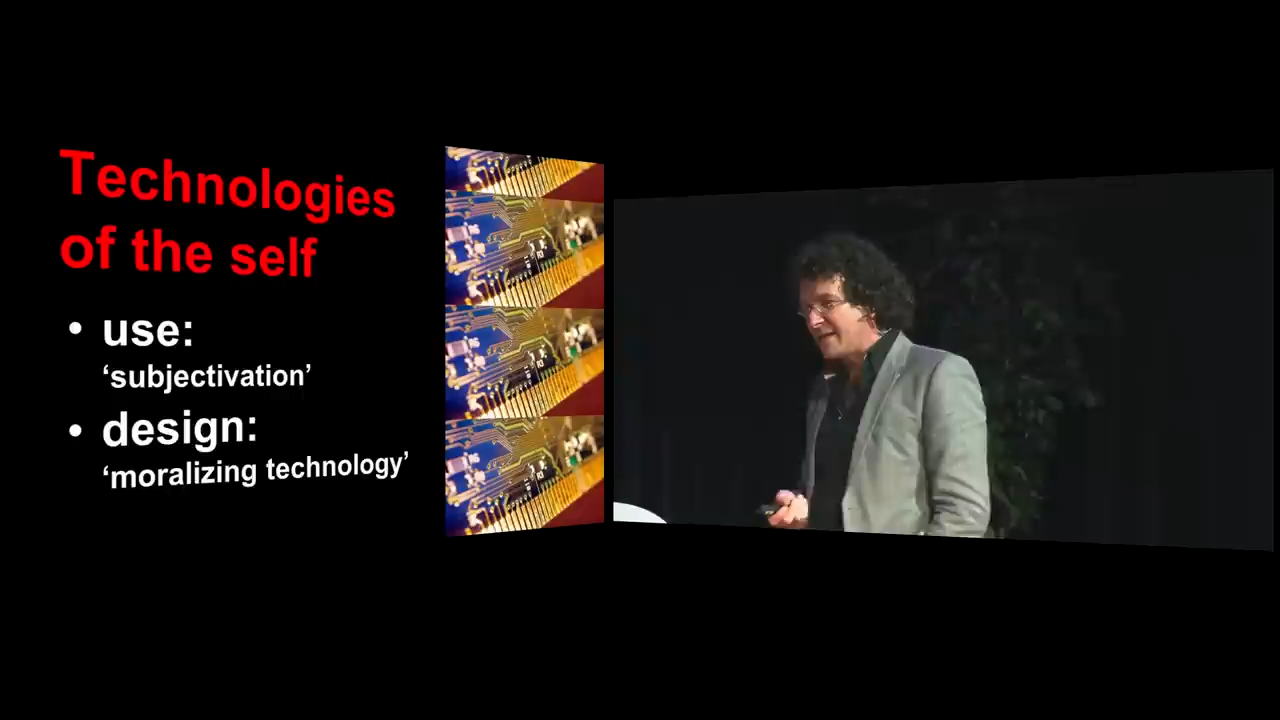 Technologies
of the self
• use:
‘subjectivation’
• design:
‘moralizing technology’